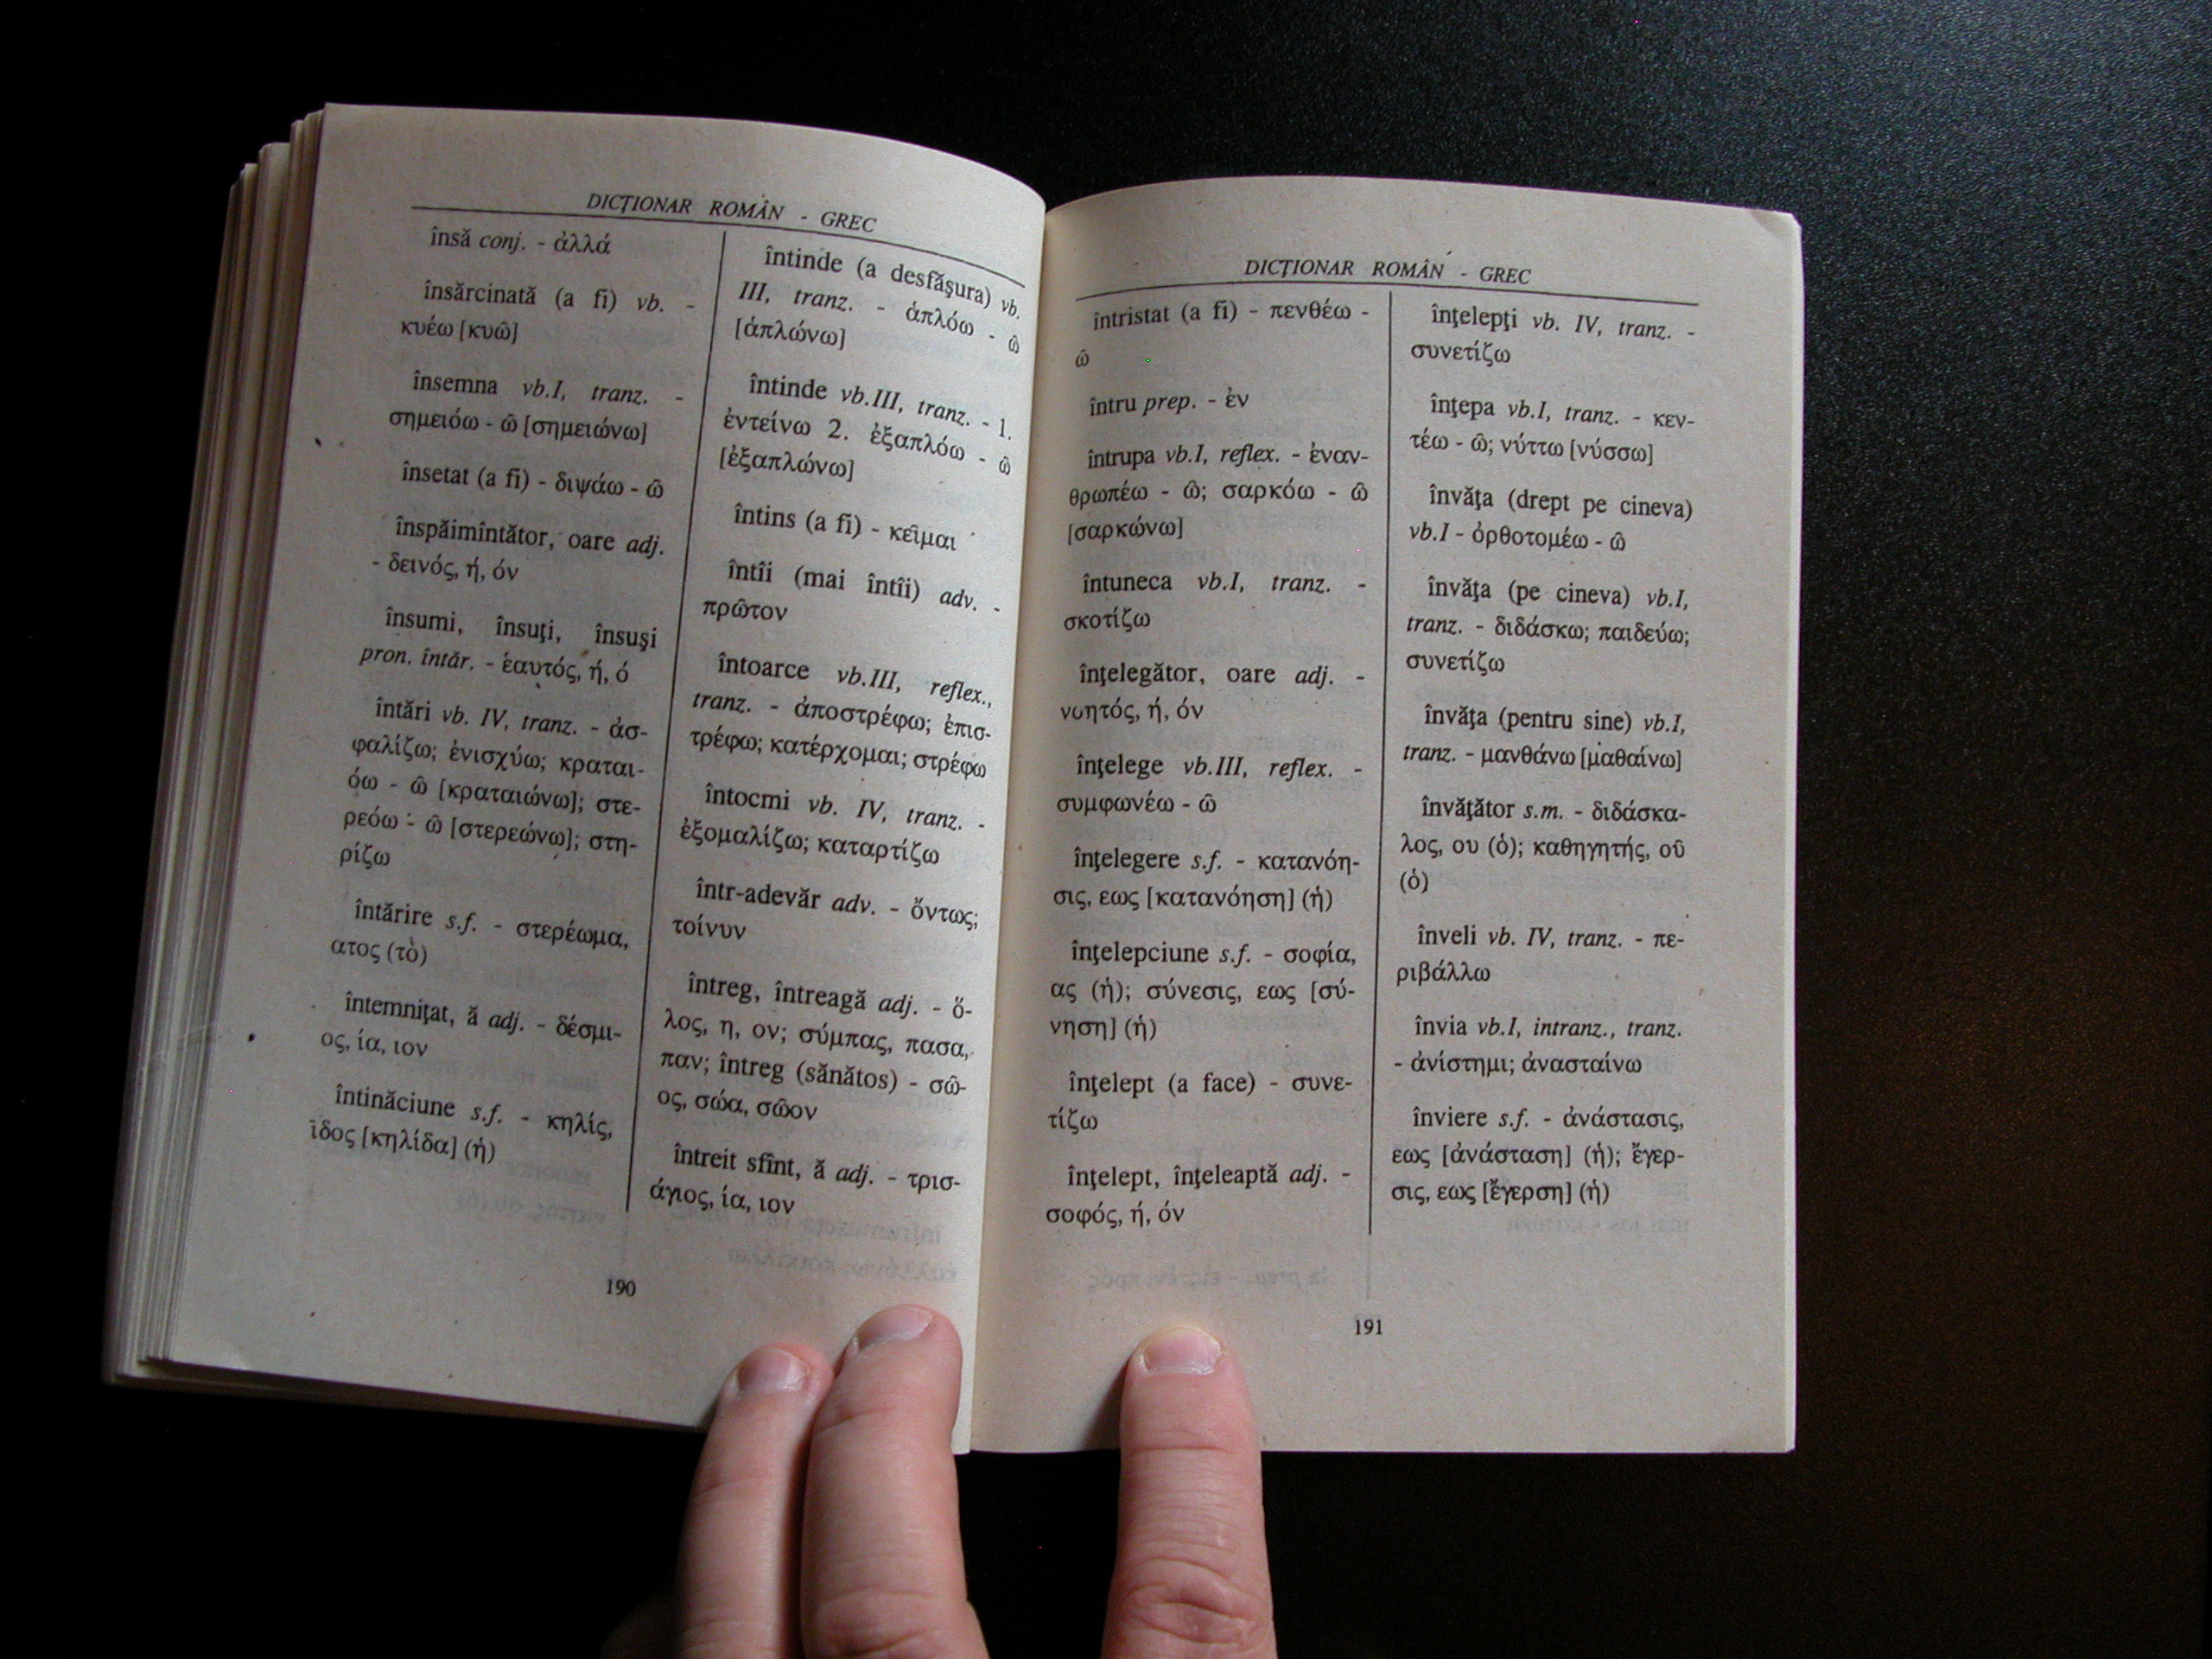 DICŢIONAR ROMÂN - GREC
însă conj. - ἀλλά
însărcinată (a fi) vb. -
κυέω [κυῶ]
însemna vb.I, tranz. -
σημειόω - ῶ [σημειώνω]
însetat (a fi) - διψάω - ῶ
înspăimîntător, oare adj.
- δεινός, ή, όν
însumi, însuţi, însuşi
pron. întăr. - ἑαυτός, ή, ό
întări vb. IV, tranz. - ἀσ-
φαλίζω; ἐνισχύω; κραται-
όω - ῶ [κραταιώνω]; στε-
ρεόω - ῶ [στερεώνω]; στη-
ρίζω
întărire s.f. - στερέωμα,
ατος (τὸ)
întemniţat, ă adj. - δέσμι-
ος, ία, ιον
întinăciune s.f. - κηλίς,
ῖδος [κηλίδα] (ἡ)
întinde (a desfăşura) vb.
III, tranz. - ἁπλόω - ῶ
[ἁπλώνω]
întinde vb.III, tranz. - 1.
ἐντείνω 2. ἐξαπλόω - ῶ
[ἐξαπλώνω]
întins (a fi) - κεῖμαι
întîi (mai întîi) adv. -
πρῶτον
întoarce vb.III, reflex.,
tranz. - ἀποστρέφω; ἐπισ-
τρέφω; κατέρχομαι; στρέφω
întocmi vb. IV, tranz. -
ἐξομαλίζω; καταρτίζω
într-adevăr adv. - ὄντως;
τοίνυν
întreg, întreagă adj. - ὅ-
λος, η, ον; σύμπας, πασα,
παν; întreg (sănătos) - σῶ-
ος, σώα, σῶον
întreit sfînt, ă adj. - τρισ-
άγιος, ία, ιον
190
DICŢIONAR ROMÂN - GREC
întristat (a fi) - πενθέω -
ῶ
întru prep. - ἐν
întrupa vb.I, reflex. - ἐναν-
θρωπέω - ῶ; σαρκόω - ῶ
[σαρκώνω]
întuneca vb.I, tranz. -
σκοτίζω
înţelegător, oare adj. -
νοητός, ή, όν
înţelege vb.III, reflex. -
συμφωνέω - ῶ
înţelegere s.f. - κατανόη-
σις, εως [κατανόηση] (ἡ)
înţelepciune s.f. - σοφία,
ας (ἡ); σύνεσις, εως [σύ-
νηση] (ἡ)
înţelept (a face) - συνε-
τίζω
înţelept, înţeleaptă adj. -
σοφός, ή, όν
înţelepţi vb. IV, tranz. -
συνετίζω
înţepa vb.I, tranz. - κεν-
τέω - ῶ; νύττω [νύσσω]
învăţa (drept pe cineva)
vb.I - ὀρθοτομέω - ῶ
învăţa (pe cineva) vb.I,
tranz. - διδάσκω; παιδεύω;
συνετίζω
învăţa (pentru sine) vb.I,
tranz. - μανθάνω [μαθαίνω]
învăţător s.m. - διδάσκα-
λος, ου (ὁ); καθηγητής, οῦ
(ὁ)
înveli vb. IV, tranz. - πε-
ριβάλλω
învia vb.I, intranz., tranz.
- ἀνίστημι; ἀνασταίνω
înviere s.f. - ἀνάστασις,
εως [ἀνάσταση] (ἡ); ἔγερ-
σις, εως [ἔγερση] (ἡ)
191